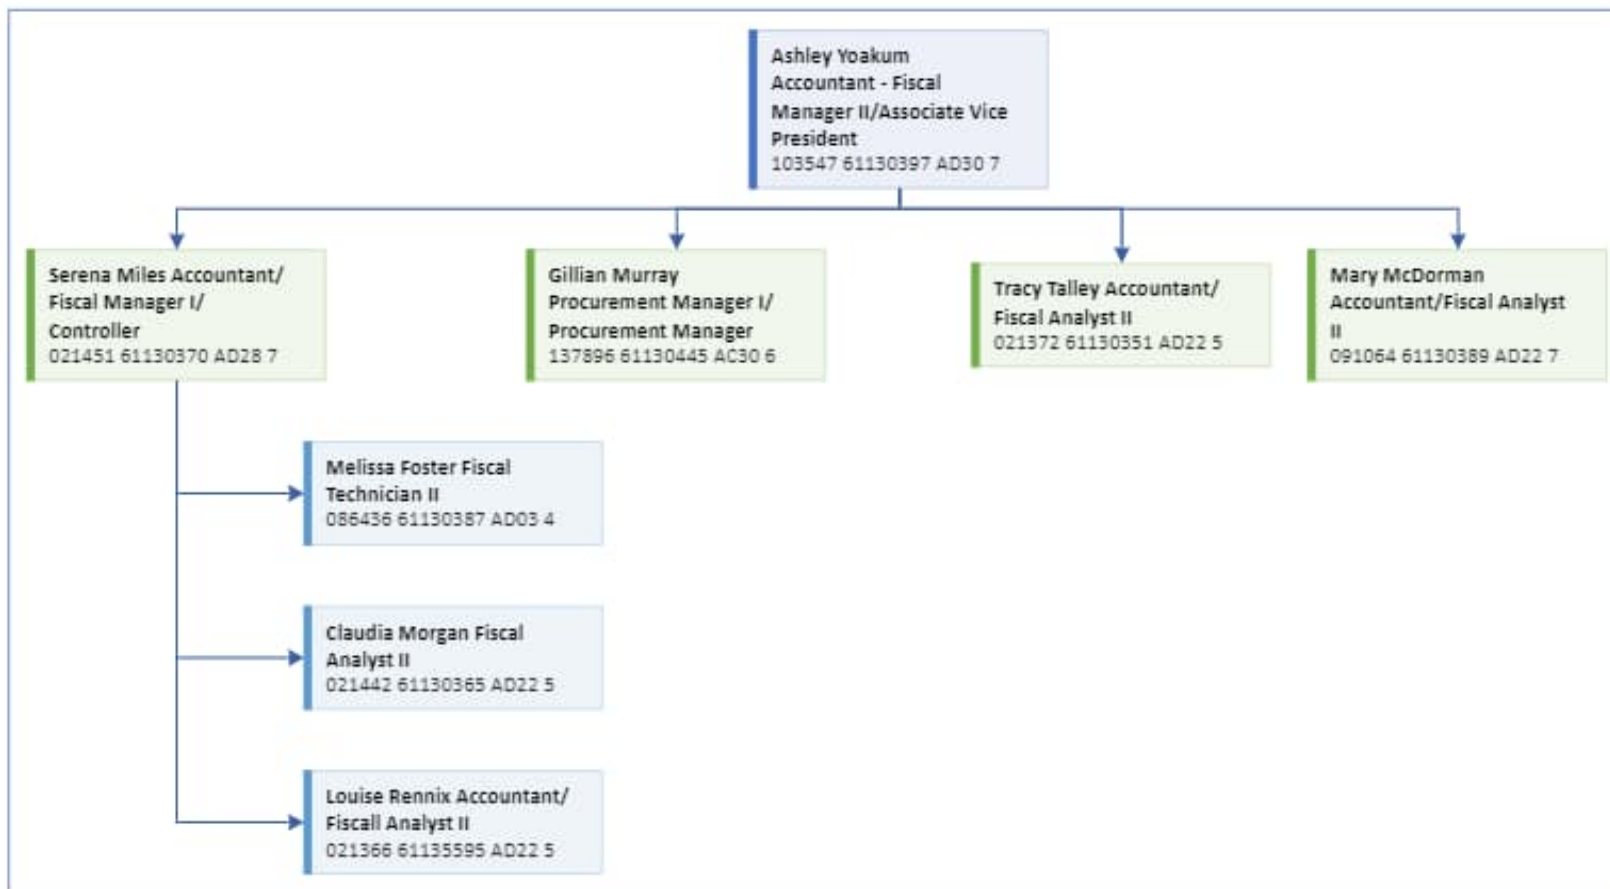 Ashley Yoakum
Accountant - Fiscal
Manager II/Associate Vice
President
103547 61130397 AD30 7
Serena Miles Accountant/
Fiscal Manager I/
Controller
021451 61130370 AD28 7
Gillian Murray
Procurement Manager I/
Procurement Manager
137896 61130445 AC30 6
Tracy Talley Accountant/
Fiscal Analyst II
021372 61130351 AD22 5
Mary McDorman
Accountant/Fiscal Analyst
II
091064 61130389 AD22 7
Melissa Foster Fiscal
Technician II
086436 61130387 AD03 4
Claudia Morgan Fiscal
Analyst II
021442 61130365 AD22 5
Louise Rennix Accountant/
Fiscall Analyst II
021366 61135595 AD22 5